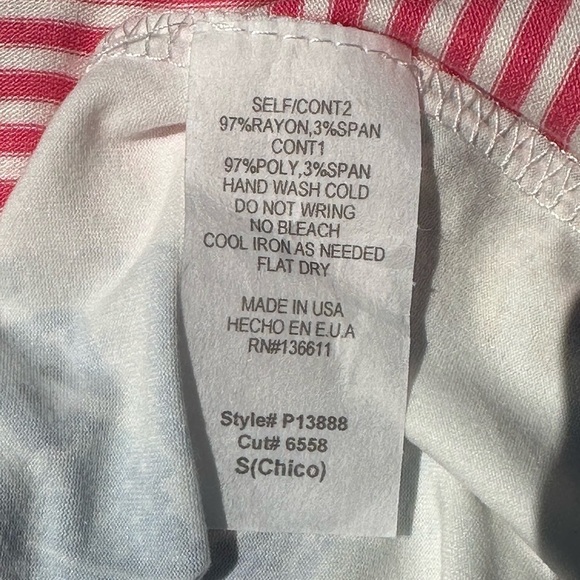 SELF/CONT2
97%RAYON,3%SPAN
CONT1
97%POLY,3%SPAN
HAND WASH COLD
DO NOT WRING
NO BLEACH
COOL IRON AS NEEDED
FLAT DRY
MADE IN USA
HECHO EN E.U.A
RN#136611
Style# P13888
Cut# 6558
S(Chico)